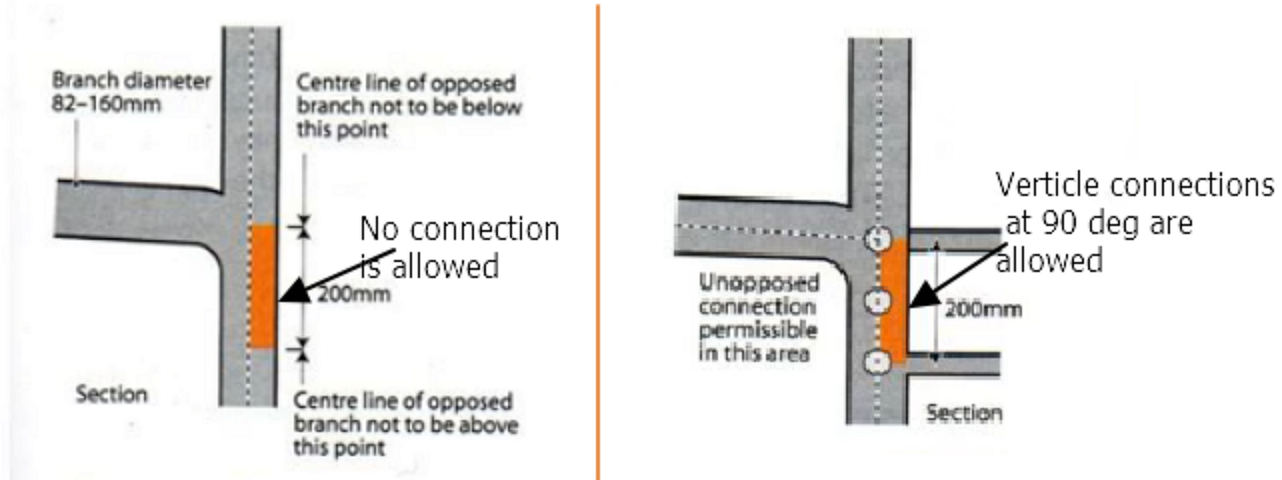 Branch diameter
82–160mm
Centre line of opposed
branch not to be below
this point
No connection
is allowed
200mm
Section
Centre line of opposed
branch not to be above
this point
Verticle connections
at 90 deg are
allowed
Unopposed
connection
permissible
in this area
200mm
Section